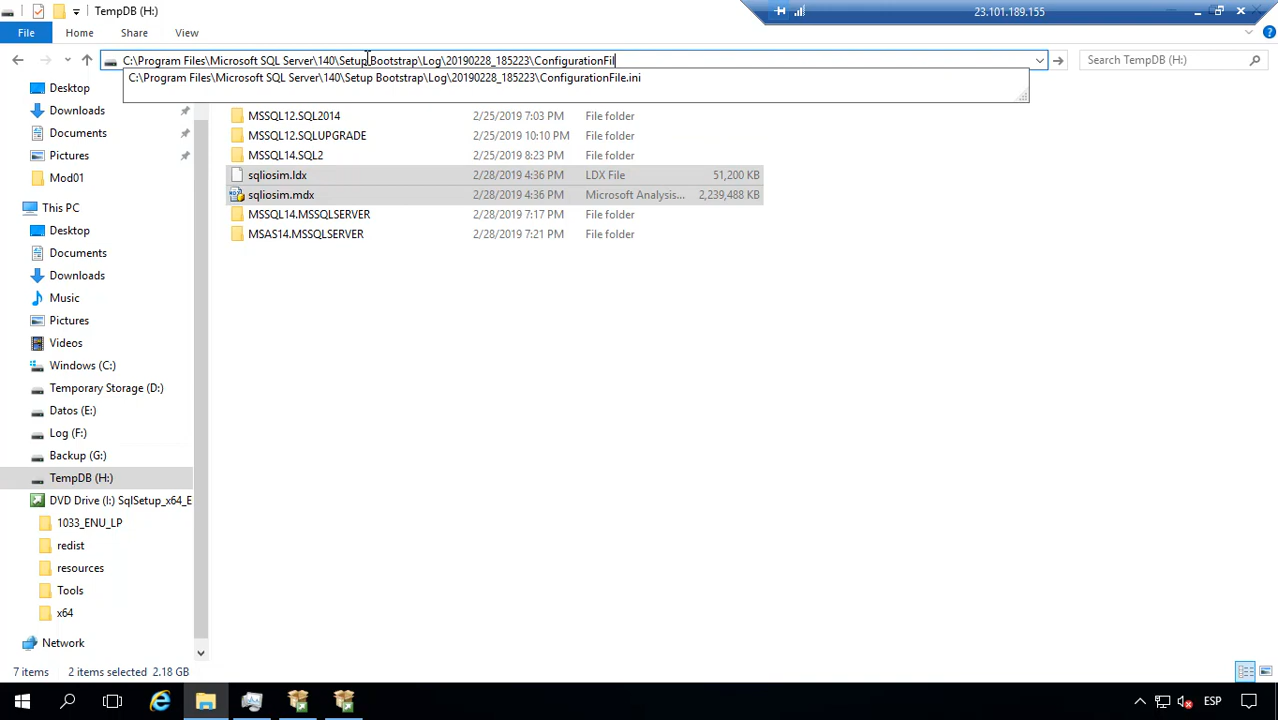 TempDB (H:)
23.101.189.155
File
Home
Share
View
C:\Program Files\Microsoft SQL Server\140\Setup Bootstrap\Log\20190228_185223\ConfigurationFil
Search TempDB (H:)
C:\Program Files\Microsoft SQL Server\140\Setup Bootstrap\Log\20190228_185223\ConfigurationFile.ini
Desktop
Downloads
Documents
Pictures
Mod01
This PC
Desktop
Documents
Downloads
Music
Pictures
Videos
Windows (C:)
Temporary Storage (D:)
Datos (E:)
Log (F:)
Backup (G:)
TempDB (H:)
DVD Drive (I:) SqlSetup_x64_E
1033_ENU_LP
redist
resources
Tools
x64
Network
MSSQL12.SQL2014 2/25/2019 7:03 PM File folder
MSSQL12.SQLUPGRADE 2/25/2019 10:10 PM File folder
MSSQL14.SQL2 2/25/2019 8:23 PM File folder
sqliosim.ldx 2/28/2019 4:36 PM LDX File 51,200 KB
sqliosim.mdx 2/28/2019 4:36 PM Microsoft Analysis... 2,239,488 KB
MSSQL14.MSSQLSERVER 2/28/2019 7:17 PM File folder
MSAS14.MSSQLSERVER 2/28/2019 7:21 PM File folder
7 items 2 items selected 2.18 GB
ESP